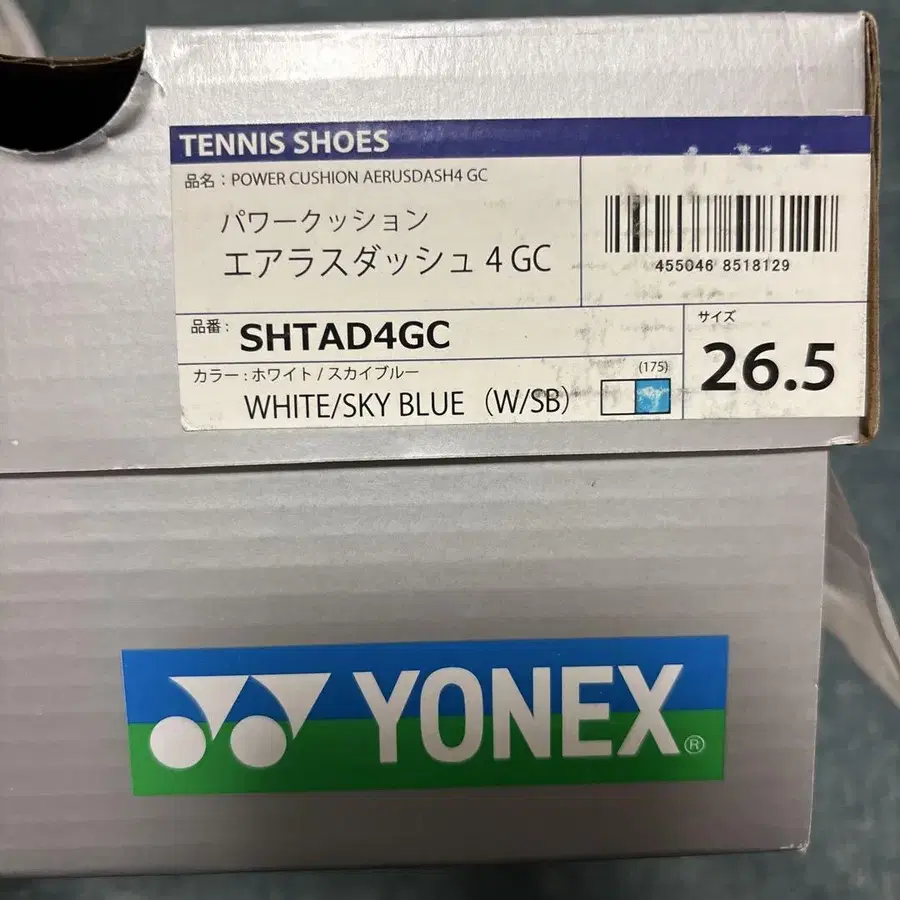 TENNIS SHOES
品名：POWER CUSHION AERUSDASH4 GC
パワークッション
エアラスダッシュ 4 GC
455046 8518129
品番：
SHTAD4GC
サイズ
26.5
カラー：ホワイト / スカイブルー
(175)
WHITE/SKY BLUE（W/SB）
YONEX®